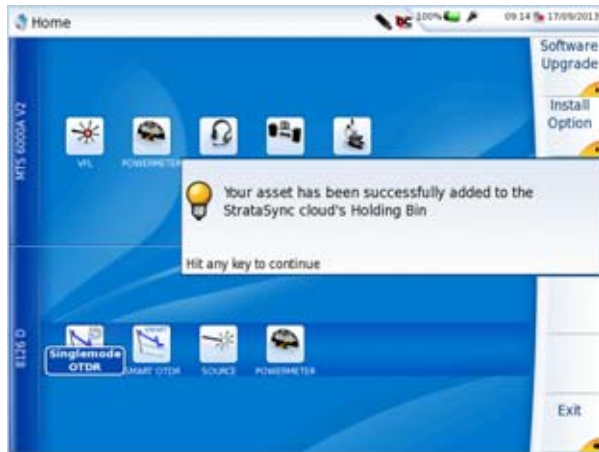 Home
100%
09:14
17/09/2013
Software
Upgrade
Install
Option
MTS 6000A V2
VFL
POWERMETER
Your asset has been successfully added to the
StrataSync cloud's Holding Bin
Hit any key to continue
8126 D
Singlemode
OTDR
SMART OTDR
SOURCE
POWERMETER
Exit